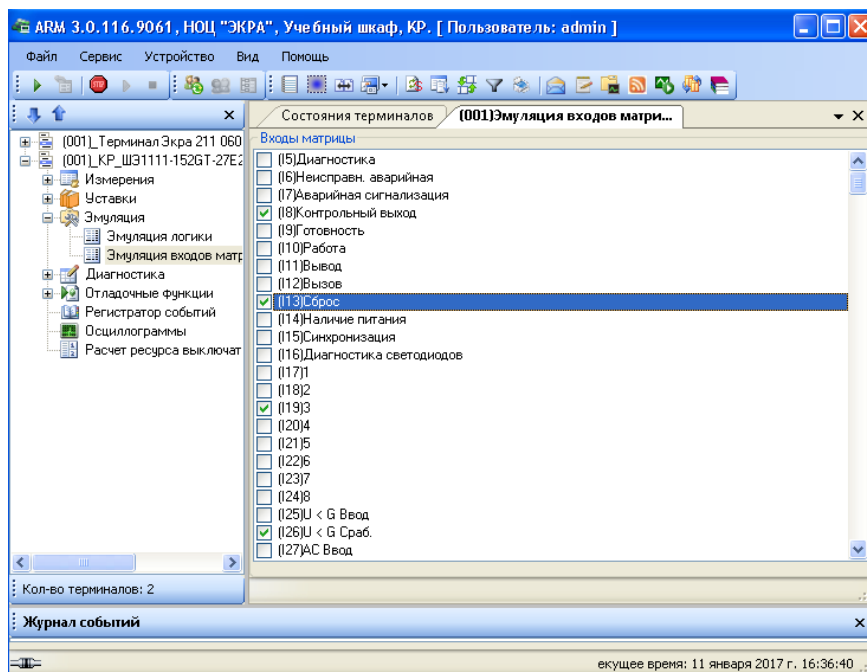 ARM 3.0.116.9061, НОЦ "ЭКРА", Учебный шкаф, КР. [ Пользователь: admin ]
Файл Сервис Устройство Вид Помощь
Состояния терминалов
(001)Эмуляция входов матри...
(001)_Терминал Экра 211 060
(001)_КР_ШЭ1111-152GT-27E2
Измерения
Уставки
Эмуляция
Эмуляция логики
Эмуляция входов матр
Диагностика
Отладочные функции
Регистратор событий
Осциллограммы
Расчет ресурса выключат
Кол-во терминалов: 2
Входы матрицы
(I5)Диагностика
(I6)Неисправн. аварийная
(I7)Аварийная сигнализация
(I8)Контрольный выход
(I9)Готовность
(I10)Работа
(I11)Вывод
(I12)Вызов
(I13)Сброс
(I14)Наличие питания
(I15)Синхронизация
(I16)Диагностика светодиодов
(I17)1
(I18)2
(I19)3
(I20)4
(I21)5
(I22)6
(I23)7
(I24)8
(I25)U < G Ввод
(I26)U < G Сраб.
(I27)AC Ввод
Журнал событий
екущее время: 11 января 2017 г. 16:36:40